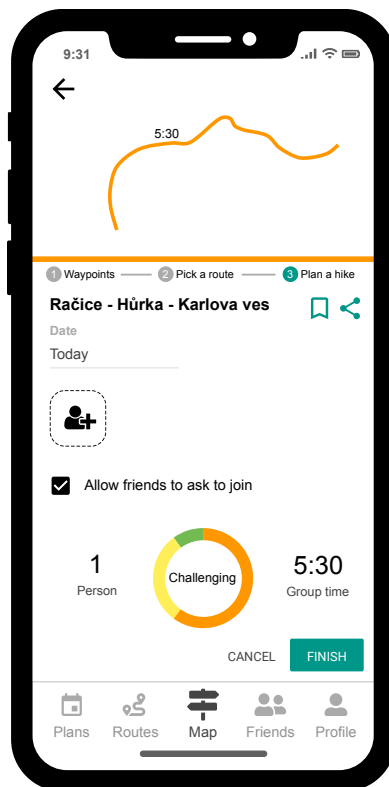 9:31
5:30
1 Waypoints 2 Pick a route 3 Plan a hike
Račice - Hůrka - Karlova ves
Date
Today
Allow friends to ask to join
1
Person
Challenging
5:30
Group time
CANCEL FINISH
Plans Routes Map Friends Profile